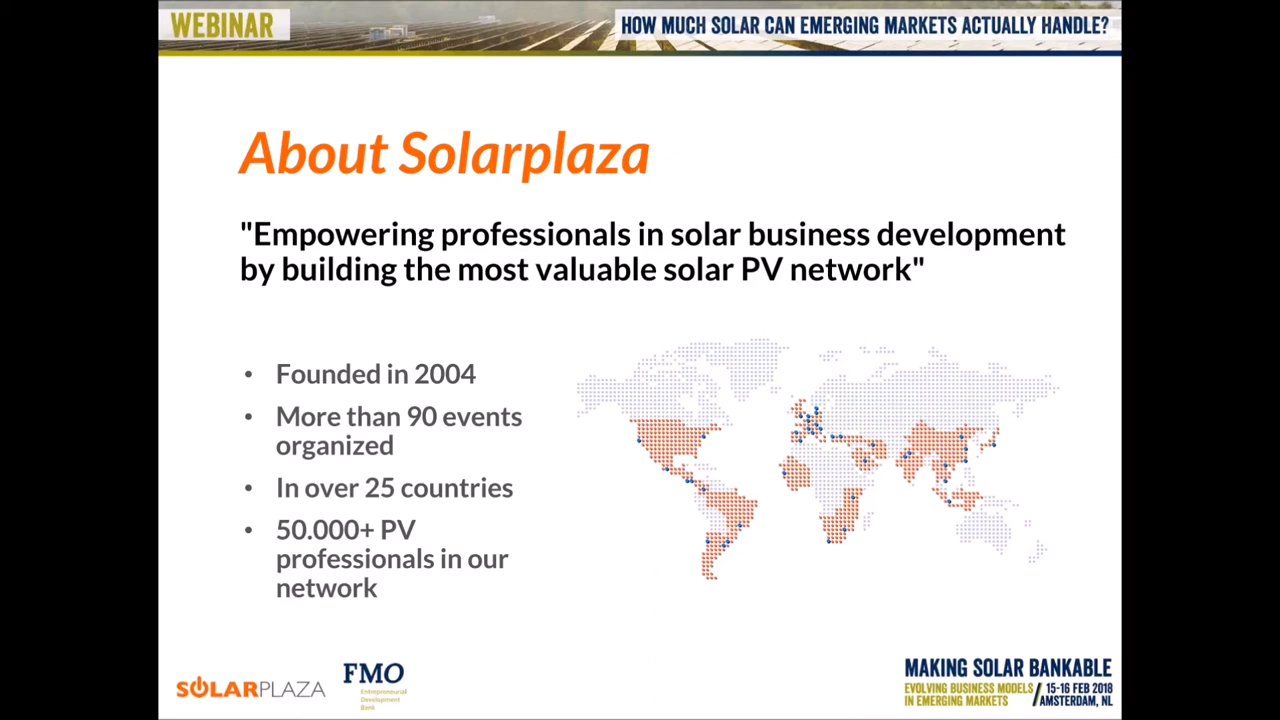 WEBINAR
HOW MUCH SOLAR CAN EMERGING MARKETS ACTUALLY HANDLE?
About Solarplaza
"Empowering professionals in solar business development
by building the most valuable solar PV network"
• Founded in 2004
• More than 90 events
organized
• In over 25 countries
• 50.000+ PV
professionals in our
network
SOLARPLAZA
FMO
Entrepreneurial
Development
Bank
MAKING SOLAR BANKABLE
EVOLVING BUSINESS MODELS
IN EMERGING MARKETS
15-16 FEB 2018
AMSTERDAM, NL